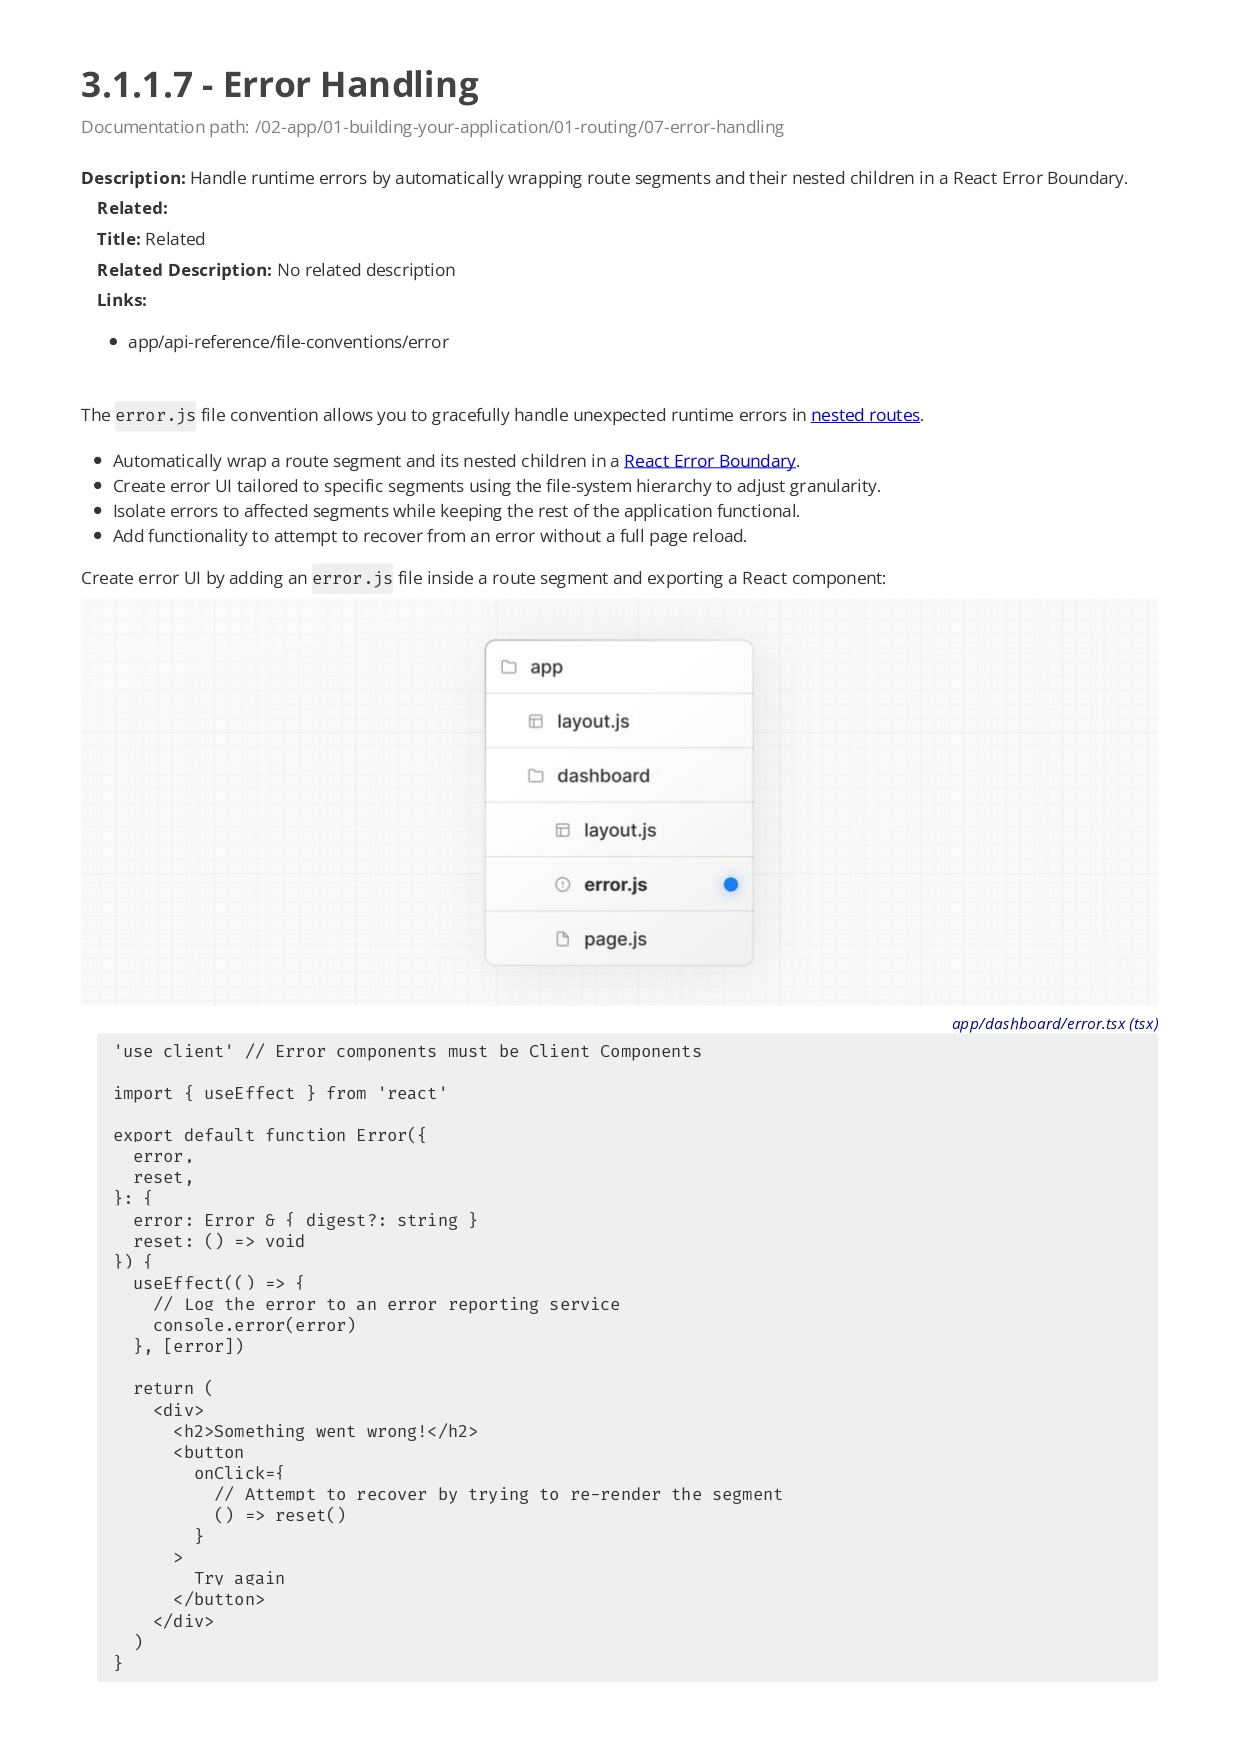 3.1.1.7 - Error Handling
Documentation path: /02-app/01-building-your-application/01-routing/07-error-handling
Description: Handle runtime errors by automatically wrapping route segments and their nested children in a React Error Boundary.
Related:
Title: Related
Related Description: No related description
Links:
app/api-reference/file-conventions/error
The error.js file convention allows you to gracefully handle unexpected runtime errors in nested routes.
Automatically wrap a route segment and its nested children in a React Error Boundary.
Create error UI tailored to specific segments using the file-system hierarchy to adjust granularity.
Isolate errors to affected segments while keeping the rest of the application functional.
Add functionality to attempt to recover from an error without a full page reload.
Create error UI by adding an error.js file inside a route segment and exporting a React component:
app
layout.js
dashboard
layout.js
error.js
page.js
app/dashboard/error.tsx (tsx)
'use client' // Error components must be Client Components
import { useEffect } from 'react'
export default function Error({
error,
reset,
}: {
error: Error & { digest?: string }
reset: () => void
}) {
useEffect(() => {
// Log the error to an error reporting service
console.error(error)
}, [error])
return (
<div>
<h2>Something went wrong!</h2>
<button
onClick={
// Attempt to recover by trying to re-render the segment
() => reset()
}
>
Try again
</button>
</div>
)
}